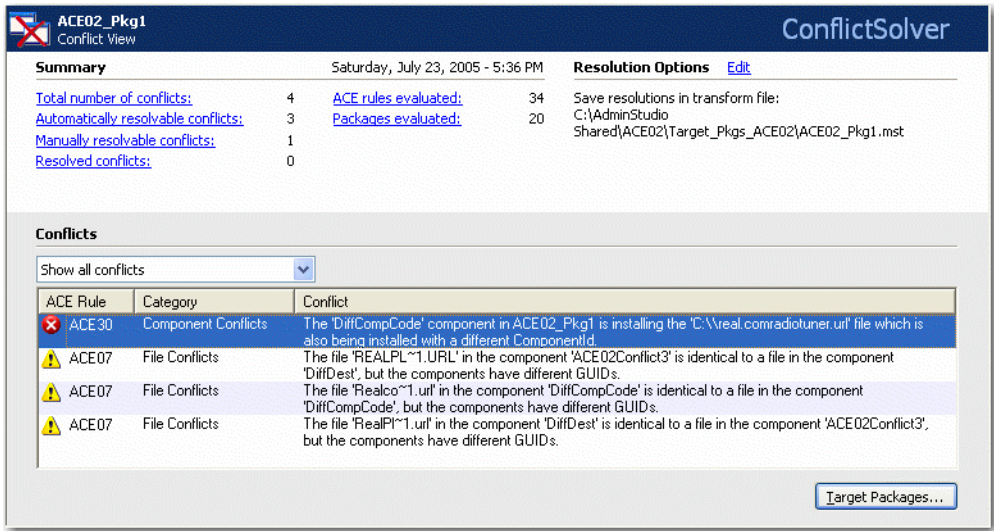 ACE02_Pkg1
Conflict View
ConflictSolver
Summary
Saturday, July 23, 2005 - 5:36 PM
Total number of conflicts: 4
Automatically resolvable conflicts: 3
Manually resolvable conflicts: 1
Resolved conflicts: 0
ACE rules evaluated: 34
Packages evaluated: 20
Resolution Options Edit
Save resolutions in transform file:
C:\AdminStudio
Shared\ACE02\Target_Pkgs_ACE02\ACE02_Pkg1.mst
Conflicts
Show all conflicts
ACE Rule Category Conflict
ACE30 Component Conflicts The 'DiffCompCode' component in ACE02_Pkg1 is installing the 'C:\\real.comradiotuner.url' file which is
also being installed with a different ComponentId.
ACE07 File Conflicts The file 'REALPL~1.URL' in the component 'ACE02Conflict3' is identical to a file in the component
'DiffDest', but the components have different GUIDs.
ACE07 File Conflicts The file 'Realco~1.url' in the component 'DiffCompCode' is identical to a file in the component
'DiffCompCode', but the components have different GUIDs.
ACE07 File Conflicts The file 'RealPl~1.url' in the component 'DiffDest' is identical to a file in the component 'ACE02Conflict3',
but the components have different GUIDs.
Target Packages...